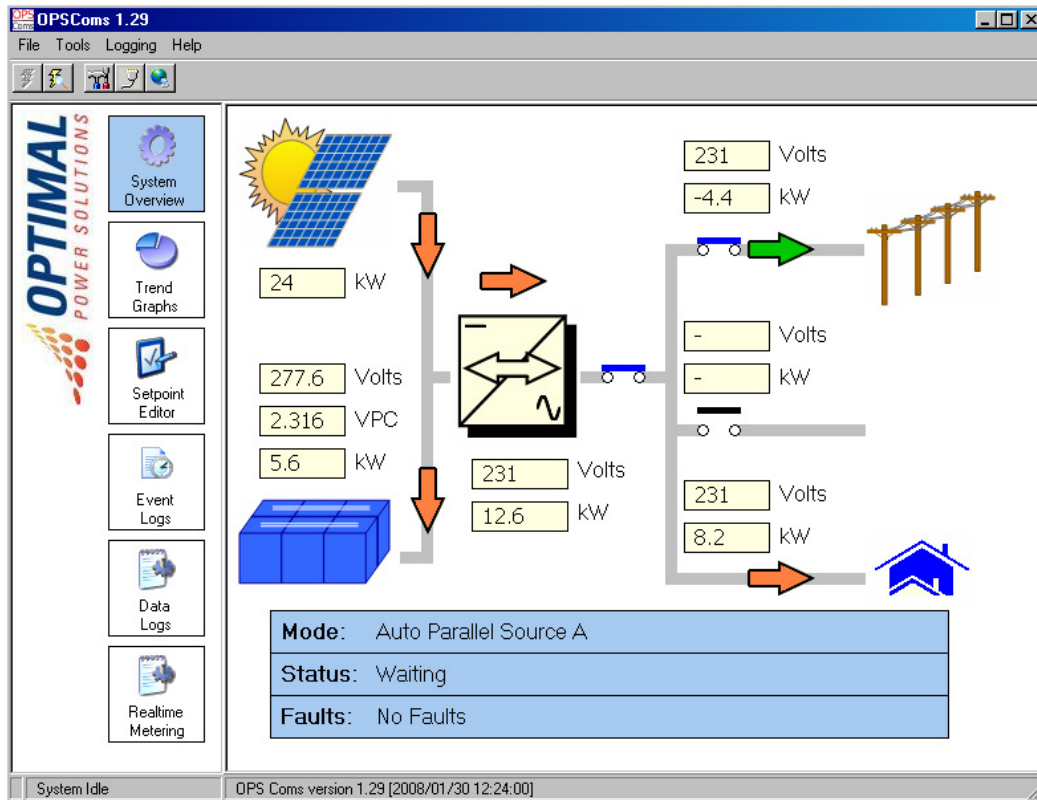 OPS
Coms
OPSComs 1.29
File Tools Logging Help
OPTIMAL
POWER SOLUTIONS
System
Overview
Trend
Graphs
Setpoint
Editor
Event
Logs
Data
Logs
Realtime
Metering
24 kW
277.6 Volts
2.316 VPC
5.6 kW
231 Volts
12.6 kW
231 Volts
-4.4 kW
- Volts
- kW
231 Volts
8.2 kW
Mode: Auto Parallel Source A
Status: Waiting
Faults: No Faults
System Idle
OPS Coms version 1.29 [2008/01/30 12:24:00]